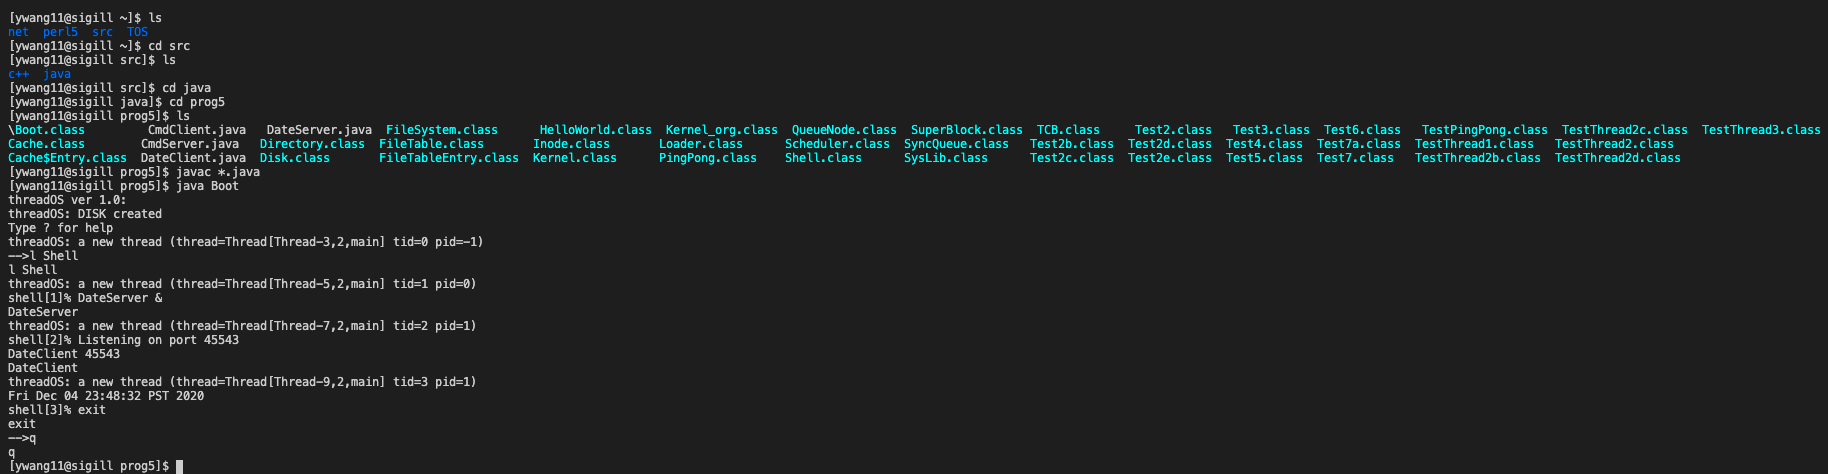 [ywang11@sigill ~]$ ls
net  perl5  src  TOS
[ywang11@sigill ~]$ cd src
[ywang11@sigill src]$ ls
c++  java
[ywang11@sigill src]$ cd java
[ywang11@sigill java]$ cd prog5
[ywang11@sigill prog5]$ ls
\Boot.class         CmdClient.java   DateServer.java  FileSystem.class      HelloWorld.class  Kernel_org.class  QueueNode.class  SuperBlock.class  TCB.class     Test2.class   Test3.class  Test6.class   TestPingPong.class  TestThread2c.class  TestThread3.class
Cache.class        CmdServer.java   Directory.class  FileTable.class       Inode.class       Loader.class      Scheduler.class  SyncQueue.class   Test2b.class  Test2d.class  Test4.class  Test7a.class  TestThread1.class   TestThread2.class
Cache$Entry.class  DateClient.java  Disk.class       FileTableEntry.class  Kernel.class      PingPong.class    Shell.class      SysLib.class      Test2c.class  Test2e.class  Test5.class  Test7.class   TestThread2b.class  TestThread2d.class
[ywang11@sigill prog5]$ javac *.java
[ywang11@sigill prog5]$ java Boot
threadOS ver 1.0:
threadOS: DISK created
Type ? for help
threadOS: a new thread (thread=Thread[Thread-3,2,main] tid=0 pid=-1)
-->l Shell
l Shell
threadOS: a new thread (thread=Thread[Thread-5,2,main] tid=1 pid=0)
shell[1]% DateServer &
DateServer
threadOS: a new thread (thread=Thread[Thread-7,2,main] tid=2 pid=1)
shell[2]% Listening on port 45543
DateClient 45543
DateClient
threadOS: a new thread (thread=Thread[Thread-9,2,main] tid=3 pid=1)
Fri Dec 04 23:48:32 PST 2020
shell[3]% exit
exit
-->q
q
[ywang11@sigill prog5]$